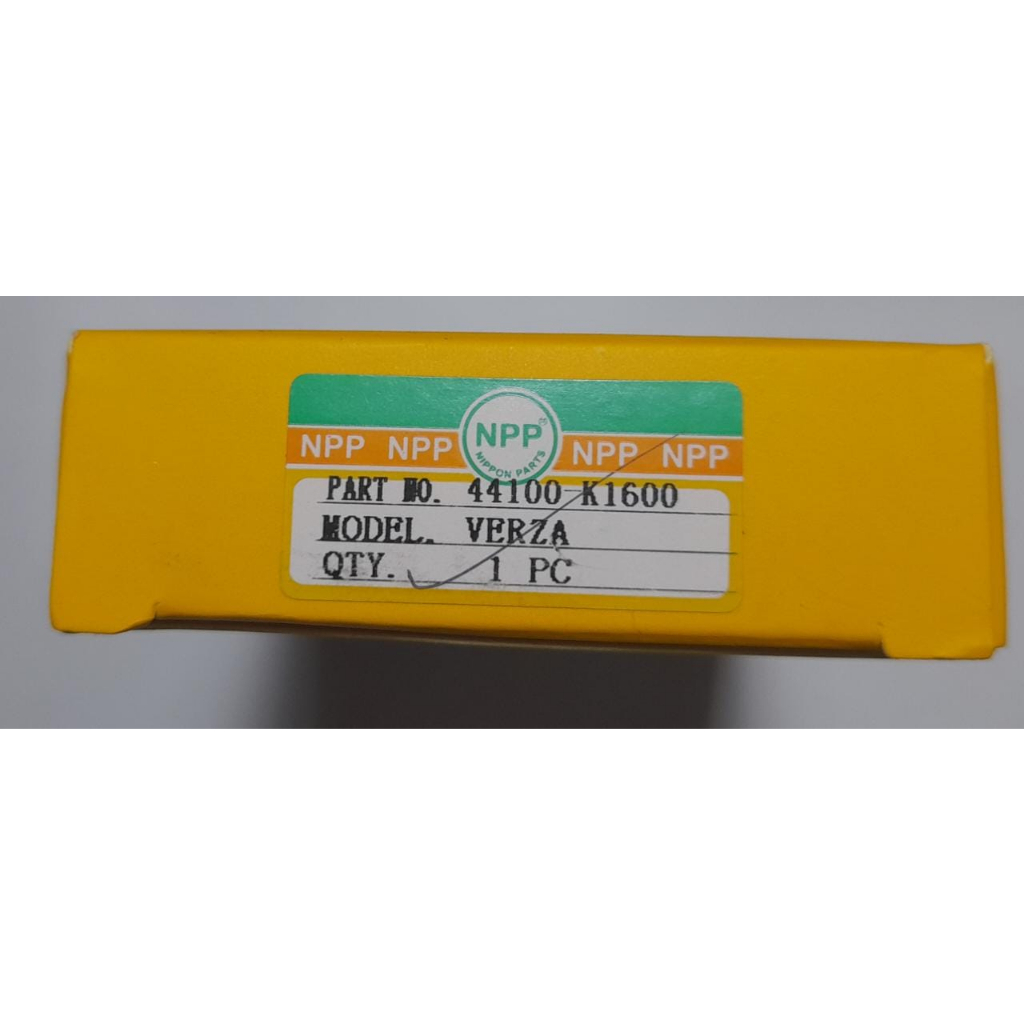 NPP NPP NPP® NPP NPP
NIPPON PARTS
PART NO. 44100-K1600
MODEL. VERZA
QTY. 1 PC